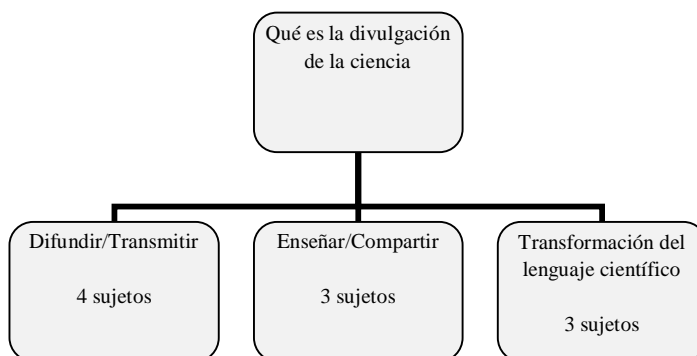 Qué es la divulgación
de la ciencia
Difundir/Transmitir
4 sujetos
Enseñar/Compartir
3 sujetos
Transformación del
lenguaje científico
3 sujetos